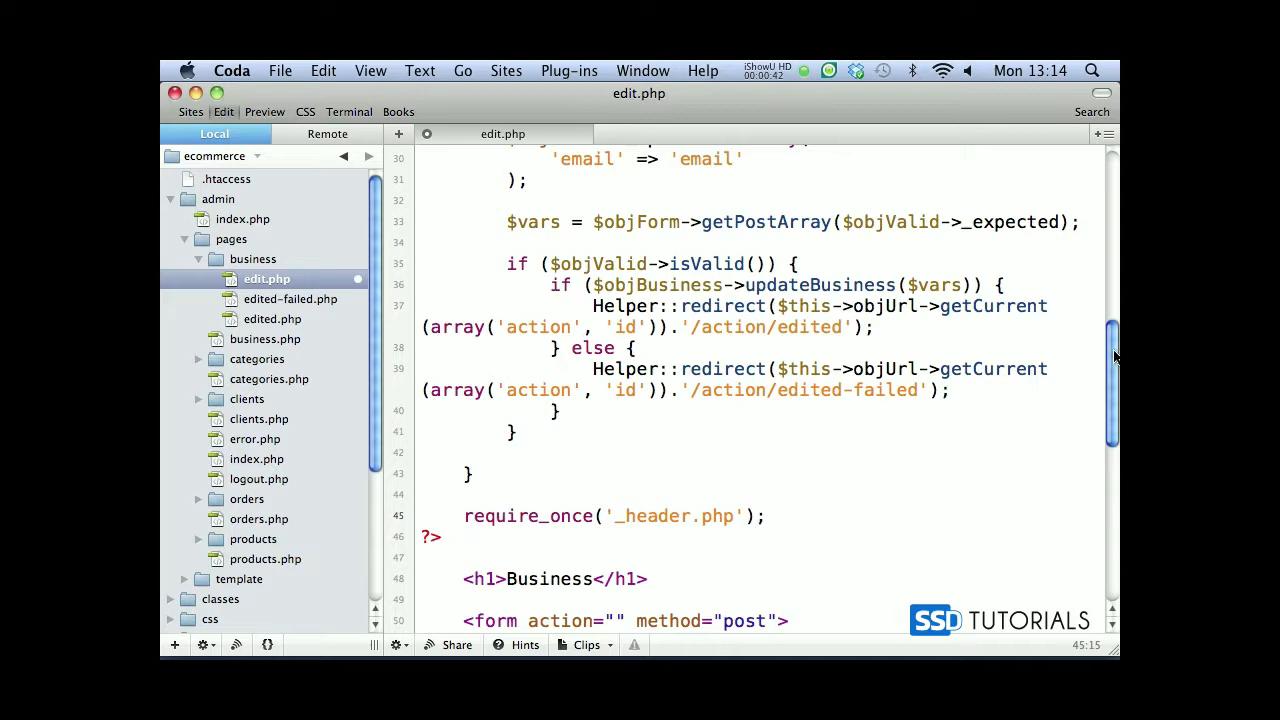 Coda File Edit View Text Go Sites Plug-ins Window Help iShowU HD 00:00:42 Mon 13:14
edit.php
Sites Edit Preview CSS Terminal Books Search
Local Remote + edit.php
ecommerce
.htaccess
admin
index.php
pages
business
edit.php
edited-failed.php
edited.php
business.php
categories
categories.php
clients
clients.php
error.php
index.php
logout.php
orders
orders.php
products
products.php
template
classes
css
30 'email' => 'email'
31 );
32
33 $vars = $objForm->getPostArray($objValid->_expected);
34
35 if ($objValid->isValid()) {
36 if ($objBusiness->updateBusiness($vars)) {
37 Helper::redirect($this->objUrl->getCurrent
(array('action', 'id')).'/action/edited');
38 } else {
39 Helper::redirect($this->objUrl->getCurrent
(array('action', 'id')).'/action/edited-failed');
40 }
41 }
42
43 }
44
45 require_once('_header.php');
46 ?>
47
48 <h1>Business</h1>
49
50 <form action="" method="post">
SSD TUTORIALS
Share Hints Clips 45:15